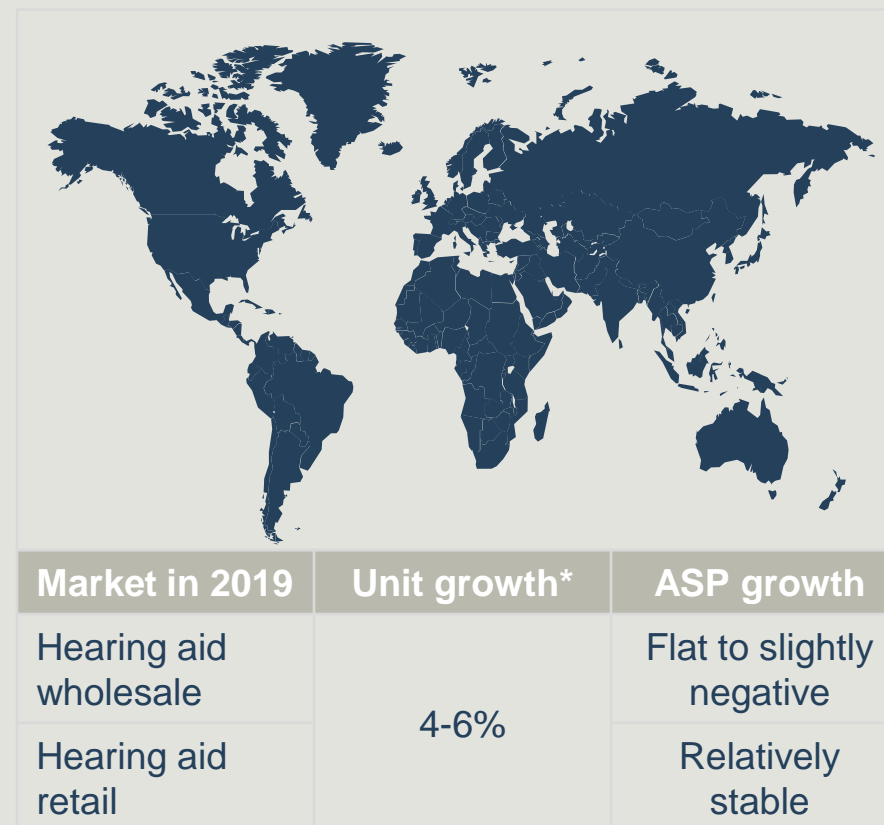 Market in 2019 Unit growth* ASP growth
Hearing aid
wholesale
4-6%
Flat to slightly
negative
Hearing aid
retail
Relatively
stable